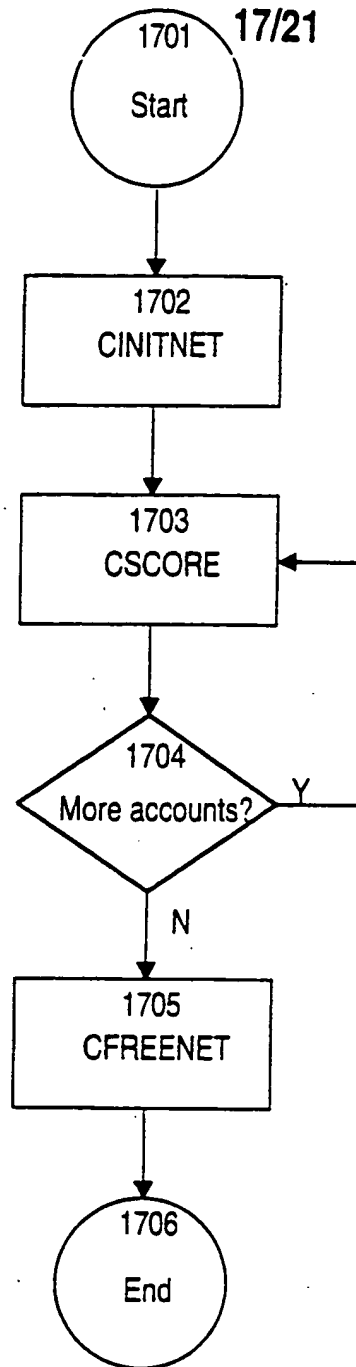 17/21
1701
Start
1702
CINITNET
1703
CSCORE
1704
More accounts?
Y
N
1705
CFREENET
1706
End